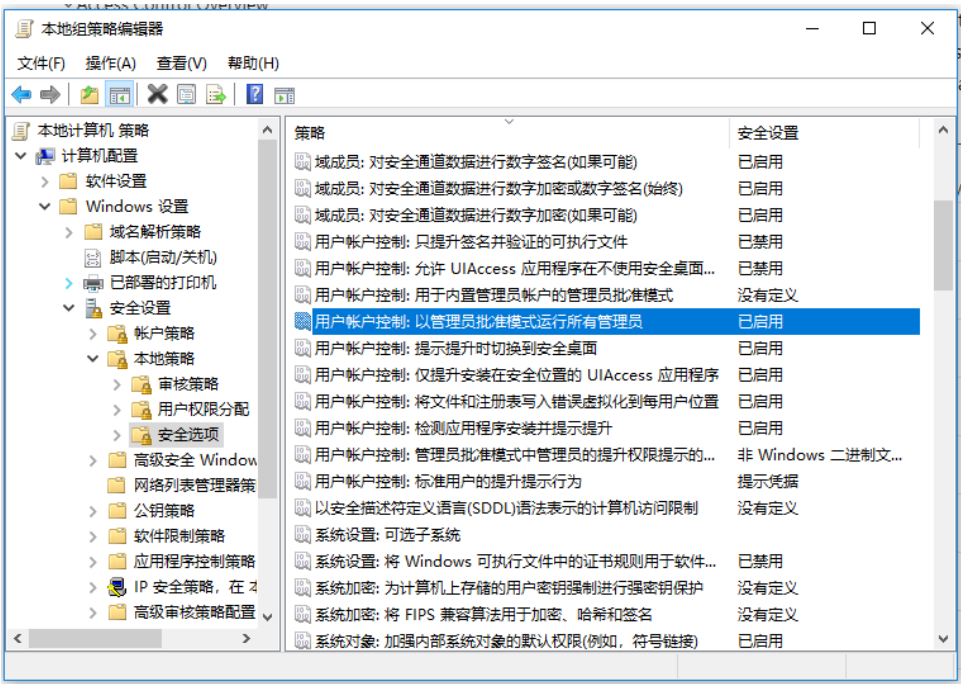 Access Control Overview
本地组策略编辑器
文件(F) 操作(A) 查看(V) 帮助(H)
本地计算机 策略
计算机配置
软件设置
Windows 设置
域名解析策略
脚本(启动/关机)
已部署的打印机
安全设置
帐户策略
本地策略
审核策略
用户权限分配
安全选项
高级安全 Window
网络列表管理器策
公钥策略
软件限制策略
应用程序控制策略
IP 安全策略，在 本
高级审核策略配置
策略 安全设置
域成员: 对安全通道数据进行数字签名(如果可能) 已启用
域成员: 对安全通道数据进行数字加密或数字签名(始终) 已启用
域成员: 对安全通道数据进行数字加密(如果可能) 已启用
用户帐户控制: 只提升签名并验证的可执行文件 已禁用
用户帐户控制: 允许 UIAccess 应用程序在不使用安全桌面... 已禁用
用户帐户控制: 用于内置管理员帐户的管理员批准模式 没有定义
用户帐户控制: 以管理员批准模式运行所有管理员 已启用
用户帐户控制: 提示提升时切换到安全桌面 已启用
用户帐户控制: 仅提升安装在安全位置的 UIAccess 应用程序 已启用
用户帐户控制: 将文件和注册表写入错误虚拟化到每用户位置 已启用
用户帐户控制: 检测应用程序安装并提示提升 已启用
用户帐户控制: 管理员批准模式中管理员的提升权限提示的... 非 Windows 二进制文...
用户帐户控制: 标准用户的提升提示行为 提示凭据
以安全描述符定义语言(SDDL)语法表示的计算机访问限制 没有定义
系统设置: 可选子系统
系统设置: 将 Windows 可执行文件中的证书规则用于软件... 已禁用
系统加密: 为计算机上存储的用户密钥强制进行强密钥保护 没有定义
系统加密: 将 FIPS 兼容算法用于加密、哈希和签名 没有定义
系统对象: 加强内部系统对象的默认权限(例如，符号链接) 已启用